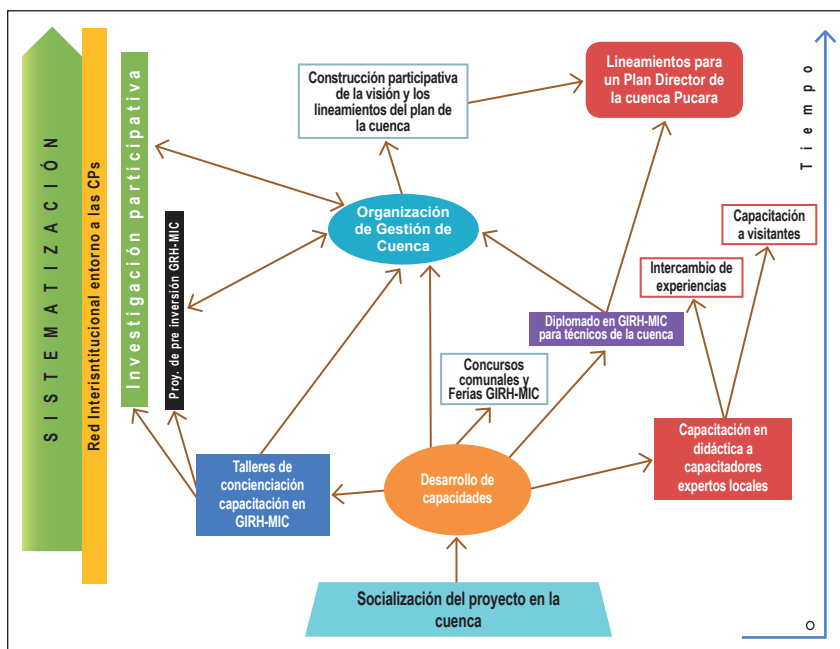 SISTEMATIZACIÓN
Red Interisntitucional entorno a las CPs
Investigación participativa
Proy. de pre inversión GRH-MIC
Construcción participativa
de la visión y los
lineamientos del plan de
la cuenca
Lineamientos para
un Plan Director de
la cuenca Pucara
Tiempo
Organización
de Gestión de
Cuenca
Capacitación
a visitantes
Intercambio de
experiencias
Diplomado en GIRH-MIC
para técnicos de la cuenca
Concursos
comunales y
Ferias GIRH-MIC
Talleres de
concienciación
capacitación en
GIRH-MIC
Desarrollo de
capacidades
Capacitación en
didáctica a
capacitadores
expertos locales
Socialización del proyecto en la
cuenca
O